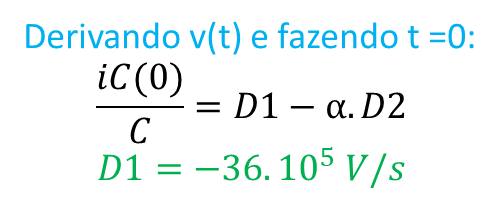 Derivando v(t) e fazendo t =0:
iC(0)/C = D1 − α. D2
D1 = −36. 10⁵ V/s